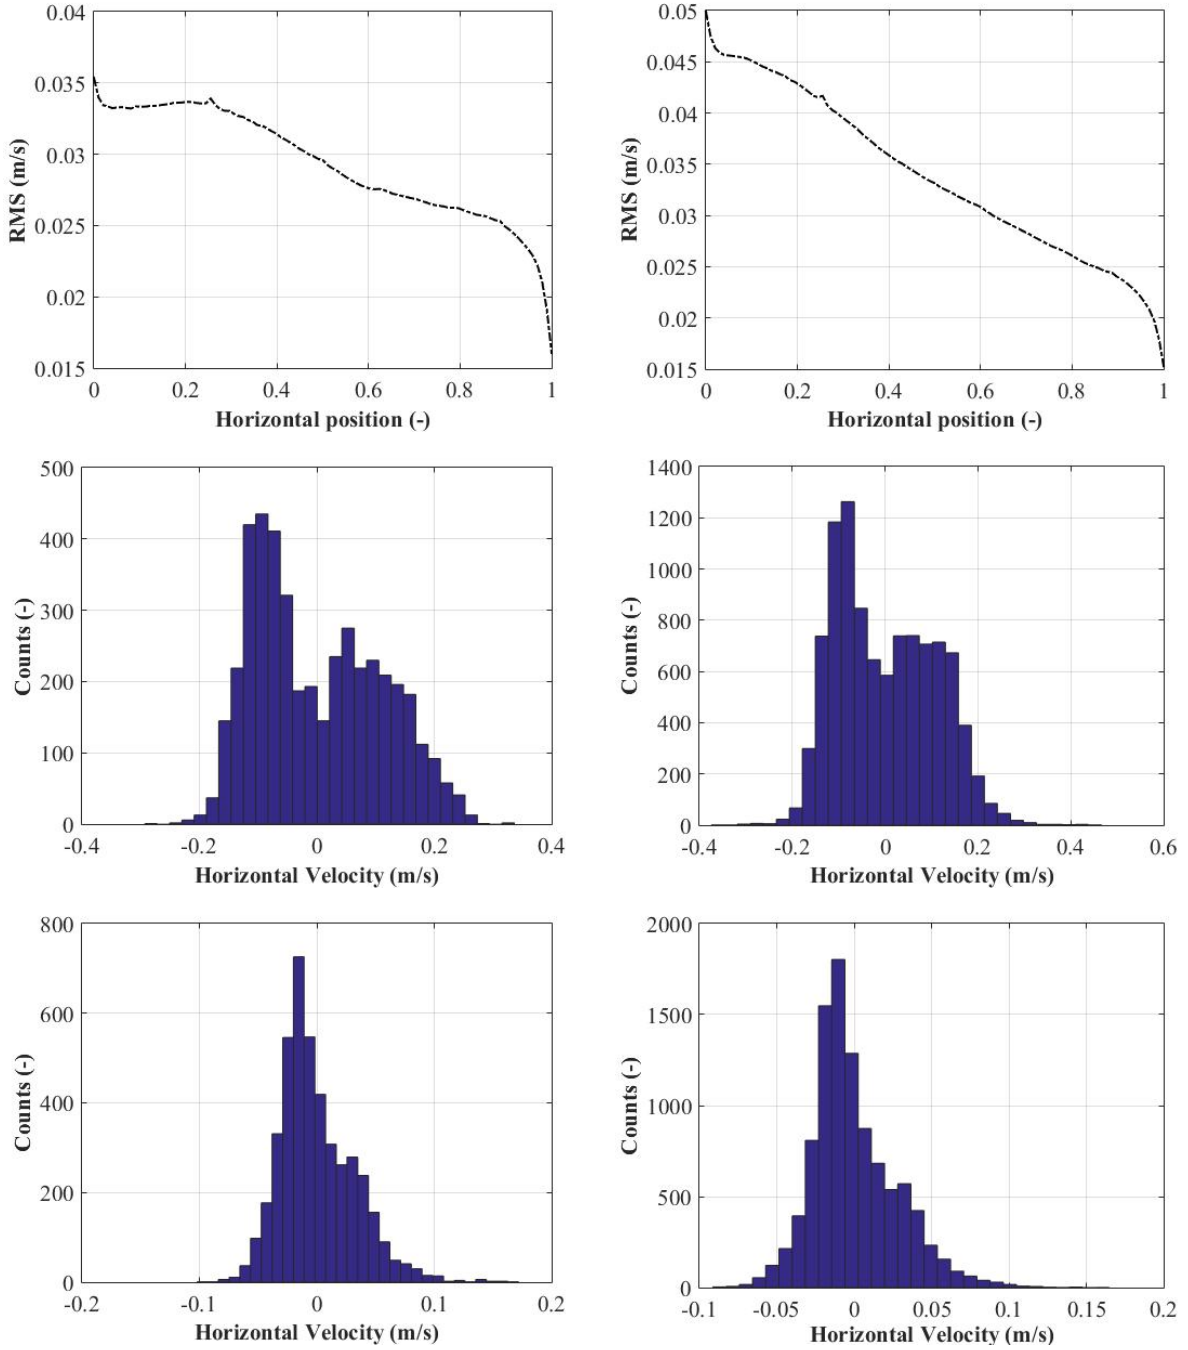 0.04
0.035
0.03
0.025
0.02
0.015
RMS (m/s)
0 0.2 0.4 0.6 0.8 1
Horizontal position (-)
0.05
0.045
0.04
0.035
0.03
0.025
0.02
0.015
RMS (m/s)
0 0.2 0.4 0.6 0.8 1
Horizontal position (-)
500
400
300
200
100
0
Counts (-)
-0.4 -0.2 0 0.2 0.4
Horizontal Velocity (m/s)
1400
1200
1000
800
600
400
200
0
Counts (-)
-0.4 -0.2 0 0.2 0.4 0.6
Horizontal Velocity (m/s)
800
600
400
200
0
Counts (-)
-0.2 -0.1 0 0.1 0.2
Horizontal Velocity (m/s)
2000
1500
1000
500
0
Counts (-)
-0.1 -0.05 0 0.05 0.1 0.15 0.2
Horizontal Velocity (m/s)